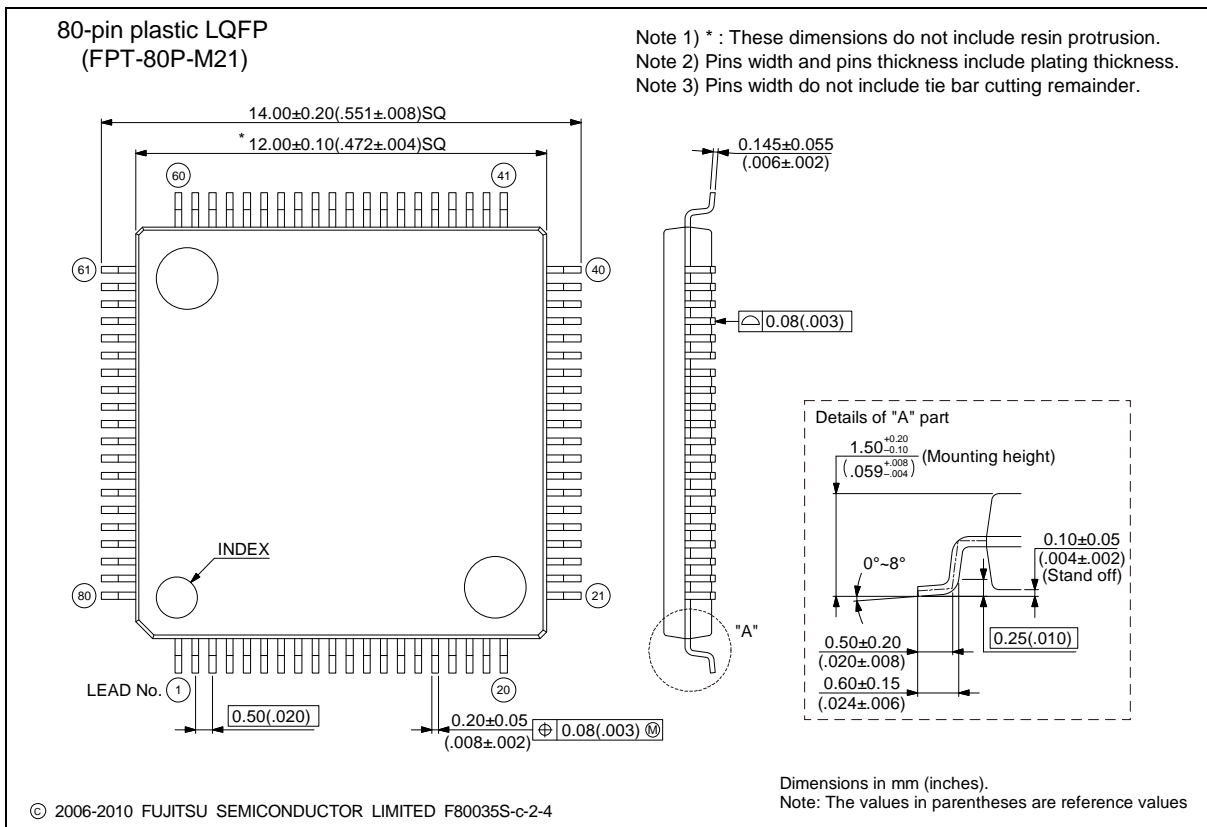 80-pin plastic LQFP
(FPT-80P-M21)
Note 1) * : These dimensions do not include resin protrusion.
Note 2) Pins width and pins thickness include plating thickness.
Note 3) Pins width do not include tie bar cutting remainder.
14.00±0.20(.551±.008)SQ
* 12.00±0.10(.472±.004)SQ
0.145±0.055
(.006±.002)
60
41
61
40
0.08(.003)
Details of "A" part
1.50 +0.20 −0.10 (Mounting height)
(.059 +.008 −.004)
0.10±0.05
(.004±.002)
(Stand off)
0°~8°
0.25(.010)
0.50±0.20
(.020±.008)
0.60±0.15
(.024±.006)
INDEX
80
21
"A"
LEAD No. 1
20
0.50(.020)
0.20±0.05
(.008±.002)
⌖ 0.08(.003) Ⓜ
Dimensions in mm (inches).
Note: The values in parentheses are reference values
© 2006-2010 FUJITSU SEMICONDUCTOR LIMITED F80035S-c-2-4